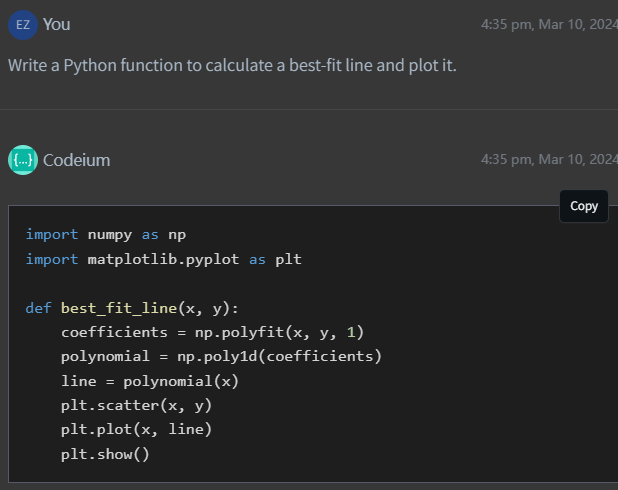 EZ You 4:35 pm, Mar 10, 2024
Write a Python function to calculate a best-fit line and plot it.
{...} Codeium 4:35 pm, Mar 10, 2024
Copy
import numpy as np
import matplotlib.pyplot as plt
def best_fit_line(x, y):
    coefficients = np.polyfit(x, y, 1)
    polynomial = np.poly1d(coefficients)
    line = polynomial(x)
    plt.scatter(x, y)
    plt.plot(x, line)
    plt.show()